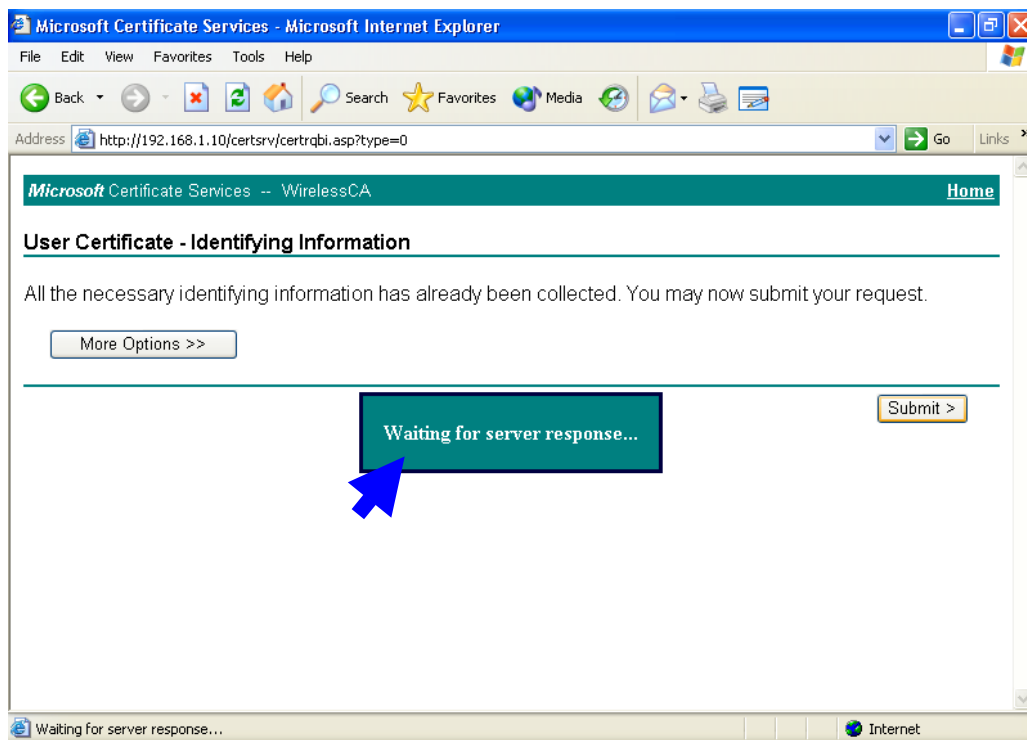 Microsoft Certificate Services - Microsoft Internet Explorer
File Edit View Favorites Tools Help
Back Search Favorites Media
Address http://192.168.1.10/certsrv/certrqbi.asp?type=0 Go Links »
Microsoft Certificate Services -- WirelessCA Home
User Certificate - Identifying Information
All the necessary identifying information has already been collected. You may now submit your request.
More Options >>
Submit >
Waiting for server response...
Waiting for server response... Internet